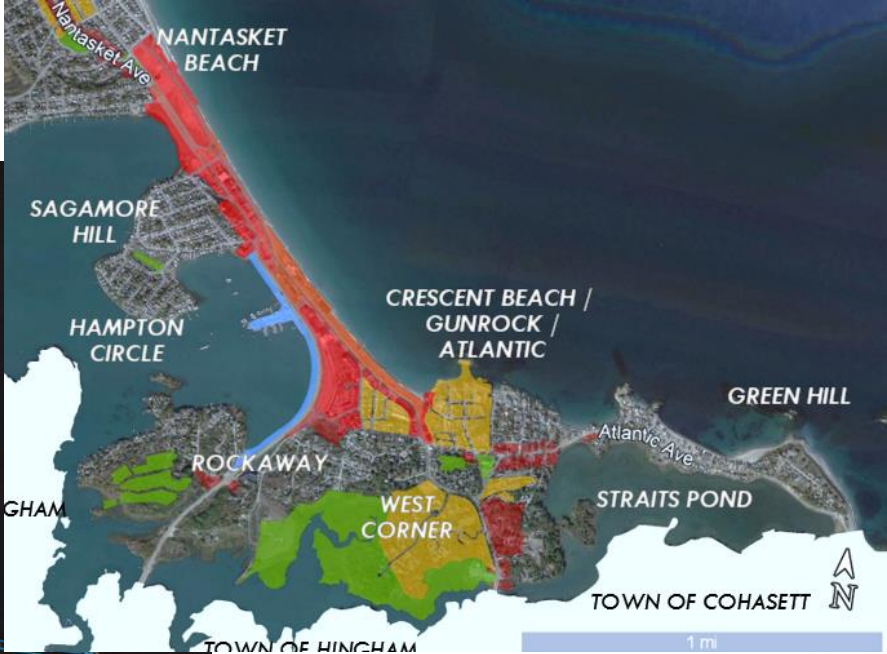 Nantasket Ave
NANTASKET
BEACH
SAGAMORE
HILL
HAMPTON
CIRCLE
CRESCENT BEACH /
GUNROCK /
ATLANTIC
GREEN HILL
Atlantic Ave
ROCKAWAY
WEST
CORNER
STRAITS POND
GHAM
TOWN OF COHASETT
N
TOWN OF HINGHAM
1 mi